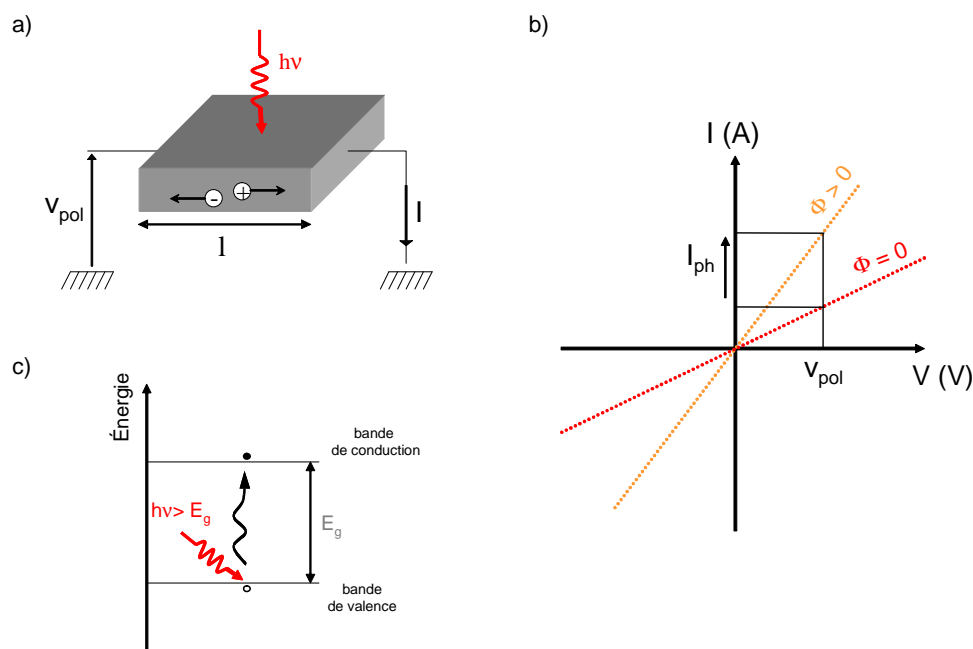 a)
hν
v_pol
-
+
I
l
b)
I (A)
Φ > 0
I_ph
Φ = 0
v_pol
V (V)
c)
Énergie
bande
de conduction
hν> E_g
E_g
bande
de valence